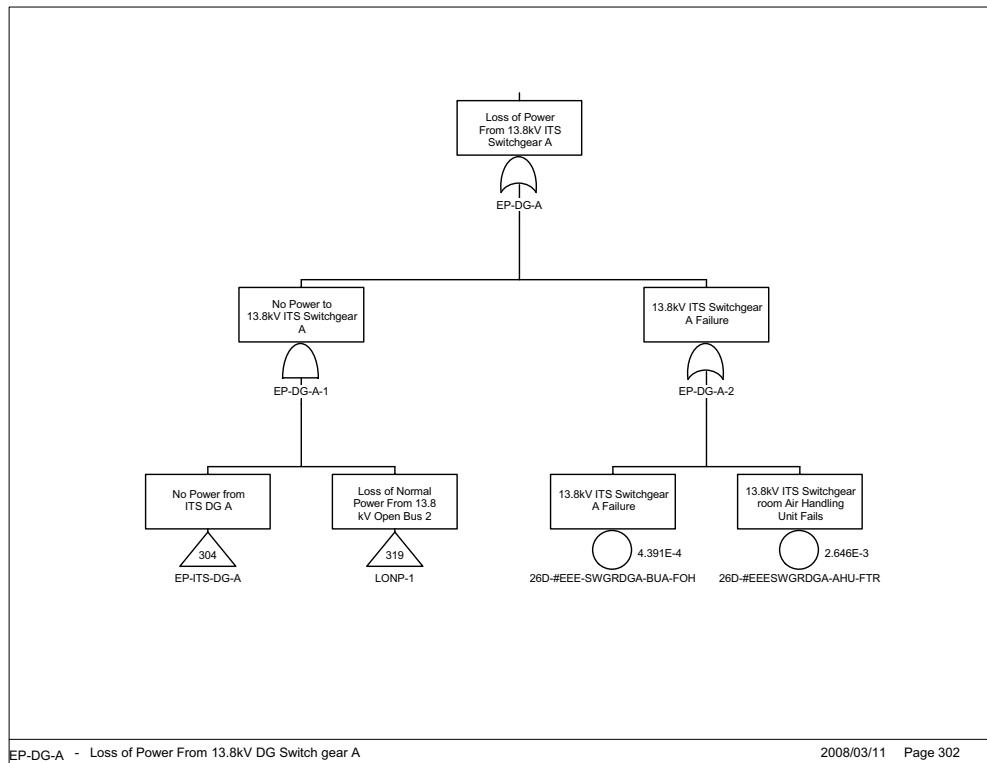 Loss of Power
From 13.8kV ITS
Switchgear A
EP-DG-A
No Power to
13.8kV ITS Switchgear
A
EP-DG-A-1
13.8kV ITS Switchgear
A Failure
EP-DG-A-2
No Power from
ITS DG A
304
EP-ITS-DG-A
Loss of Normal
Power From 13.8
kV Open Bus 2
319
LONP-1
13.8kV ITS Switchgear
A Failure
4.391E-4
26D-#EEE-SWGRDGA-BUA-FOH
13.8kV ITS Switchgear
room Air Handling
Unit Fails
2.646E-3
26D-#EEESWGRDGA-AHU-FTR
EP-DG-A - Loss of Power From 13.8kV DG Switch gear A
2008/03/11 Page 302